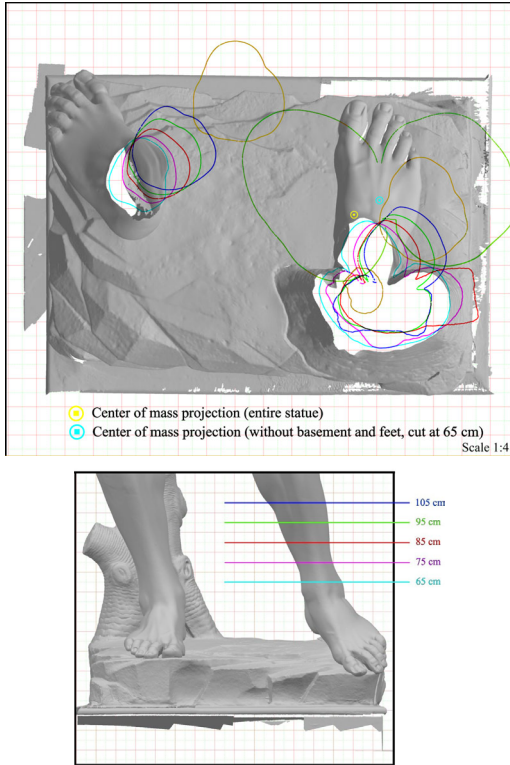 Center of mass projection (entire statue)
Center of mass projection (without basement and feet, cut at 65 cm)
Scale 1:4
105 cm
95 cm
85 cm
75 cm
65 cm